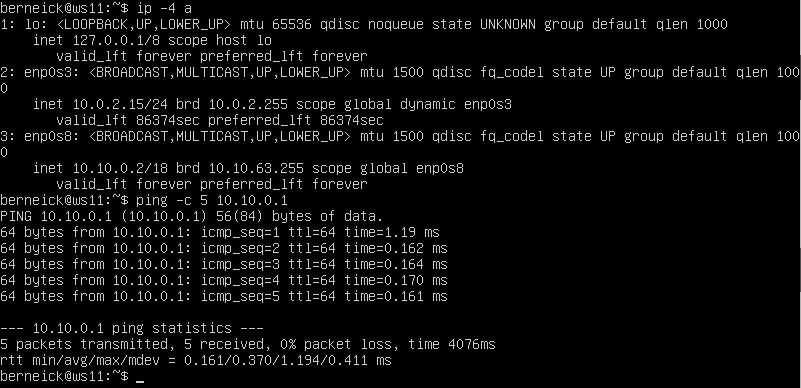 berneick@ws11:~$ ip -4 a
1: lo: <LOOPBACK,UP,LOWER_UP> mtu 65536 qdisc noqueue state UNKNOWN group default qlen 1000
    inet 127.0.0.1/8 scope host lo
       valid_lft forever preferred_lft forever
2: enp0s3: <BROADCAST,MULTICAST,UP,LOWER_UP> mtu 1500 qdisc fq_codel state UP group default qlen 100
0
    inet 10.0.2.15/24 brd 10.0.2.255 scope global dynamic enp0s3
       valid_lft 86374sec preferred_lft 86374sec
3: enp0s8: <BROADCAST,MULTICAST,UP,LOWER_UP> mtu 1500 qdisc fq_codel state UP group default qlen 100
0
    inet 10.10.0.2/18 brd 10.10.63.255 scope global enp0s8
       valid_lft forever preferred_lft forever
berneick@ws11:~$ ping -c 5 10.10.0.1
PING 10.10.0.1 (10.10.0.1) 56(84) bytes of data.
64 bytes from 10.10.0.1: icmp_seq=1 ttl=64 time=1.19 ms
64 bytes from 10.10.0.1: icmp_seq=2 ttl=64 time=0.162 ms
64 bytes from 10.10.0.1: icmp_seq=3 ttl=64 time=0.164 ms
64 bytes from 10.10.0.1: icmp_seq=4 ttl=64 time=0.170 ms
64 bytes from 10.10.0.1: icmp_seq=5 ttl=64 time=0.161 ms

--- 10.10.0.1 ping statistics ---
5 packets transmitted, 5 received, 0% packet loss, time 4076ms
rtt min/avg/max/mdev = 0.161/0.370/1.194/0.411 ms
berneick@ws11:~$ _